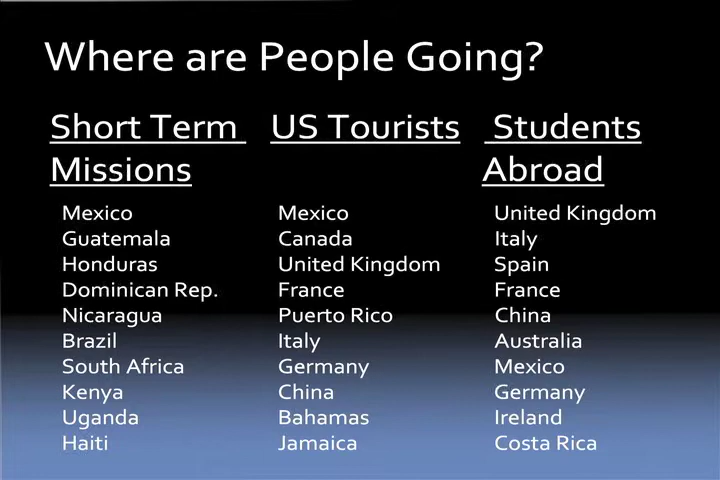 Where are People Going?
Short Term
Missions
Mexico
Guatemala
Honduras
Dominican Rep.
Nicaragua
Brazil
South Africa
Kenya
Uganda
Haiti
US Tourists
Mexico
Canada
United Kingdom
France
Puerto Rico
Italy
Germany
China
Bahamas
Jamaica
Students
Abroad
United Kingdom
Italy
Spain
France
China
Australia
Mexico
Germany
Ireland
Costa Rica